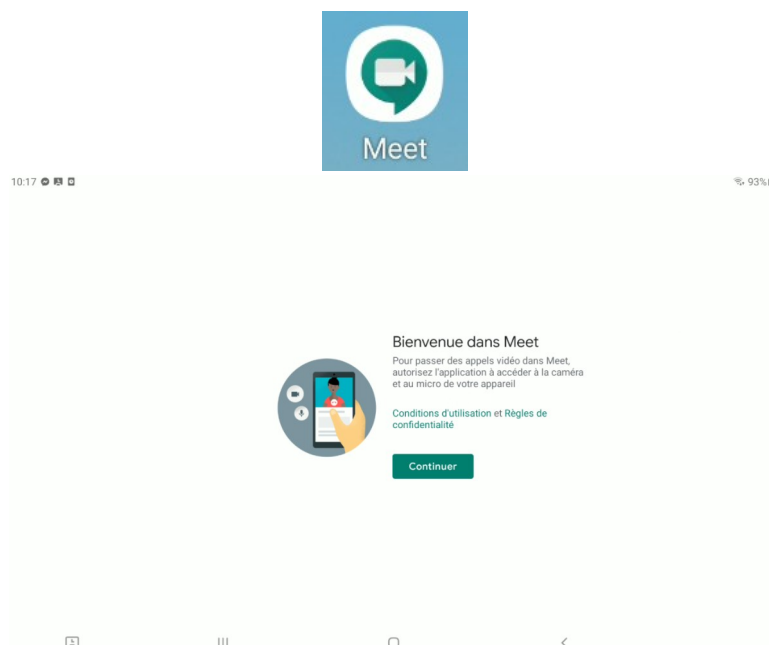 Meet
10:17
93%
Bienvenue dans Meet
Pour passer des appels vidéo dans Meet,
autorisez l'application à accéder à la caméra
et au micro de votre appareil
Conditions d'utilisation et Règles de
confidentialité
Continuer